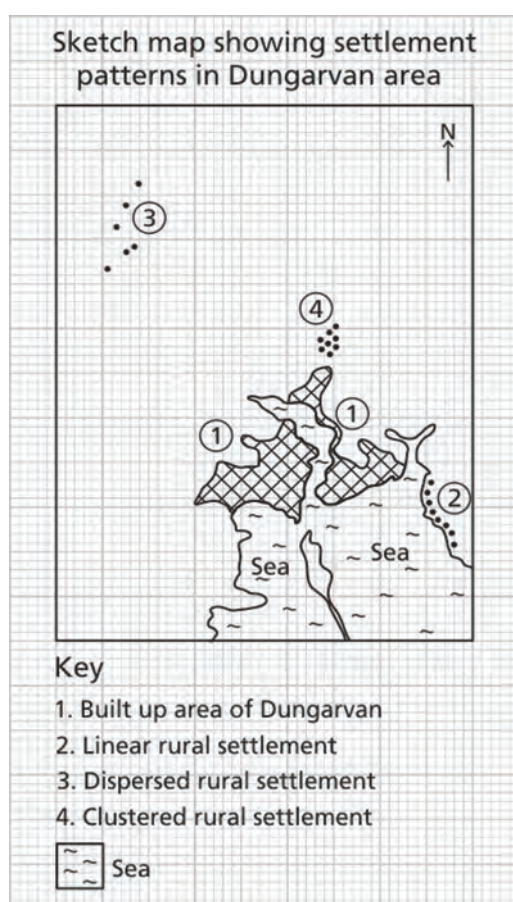 Sketch map showing settlement
patterns in Dungarvan area
N
3
4
1
1
2
Sea
Sea
Key
1. Built up area of Dungarvan
2. Linear rural settlement
3. Dispersed rural settlement
4. Clustered rural settlement
Sea